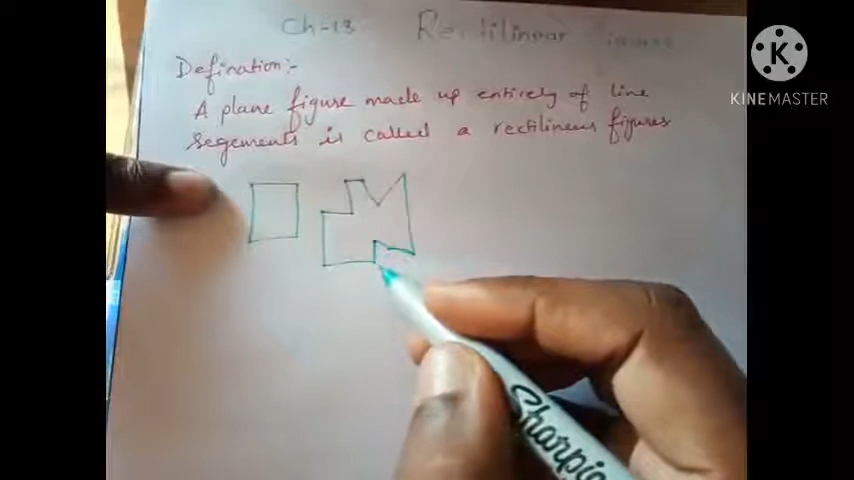 Ch-13 Rectilinear
Defination:-
A plane figure made up entirely of line
segements is called a rectilinear figures
K
KINEMASTER
Sharpie